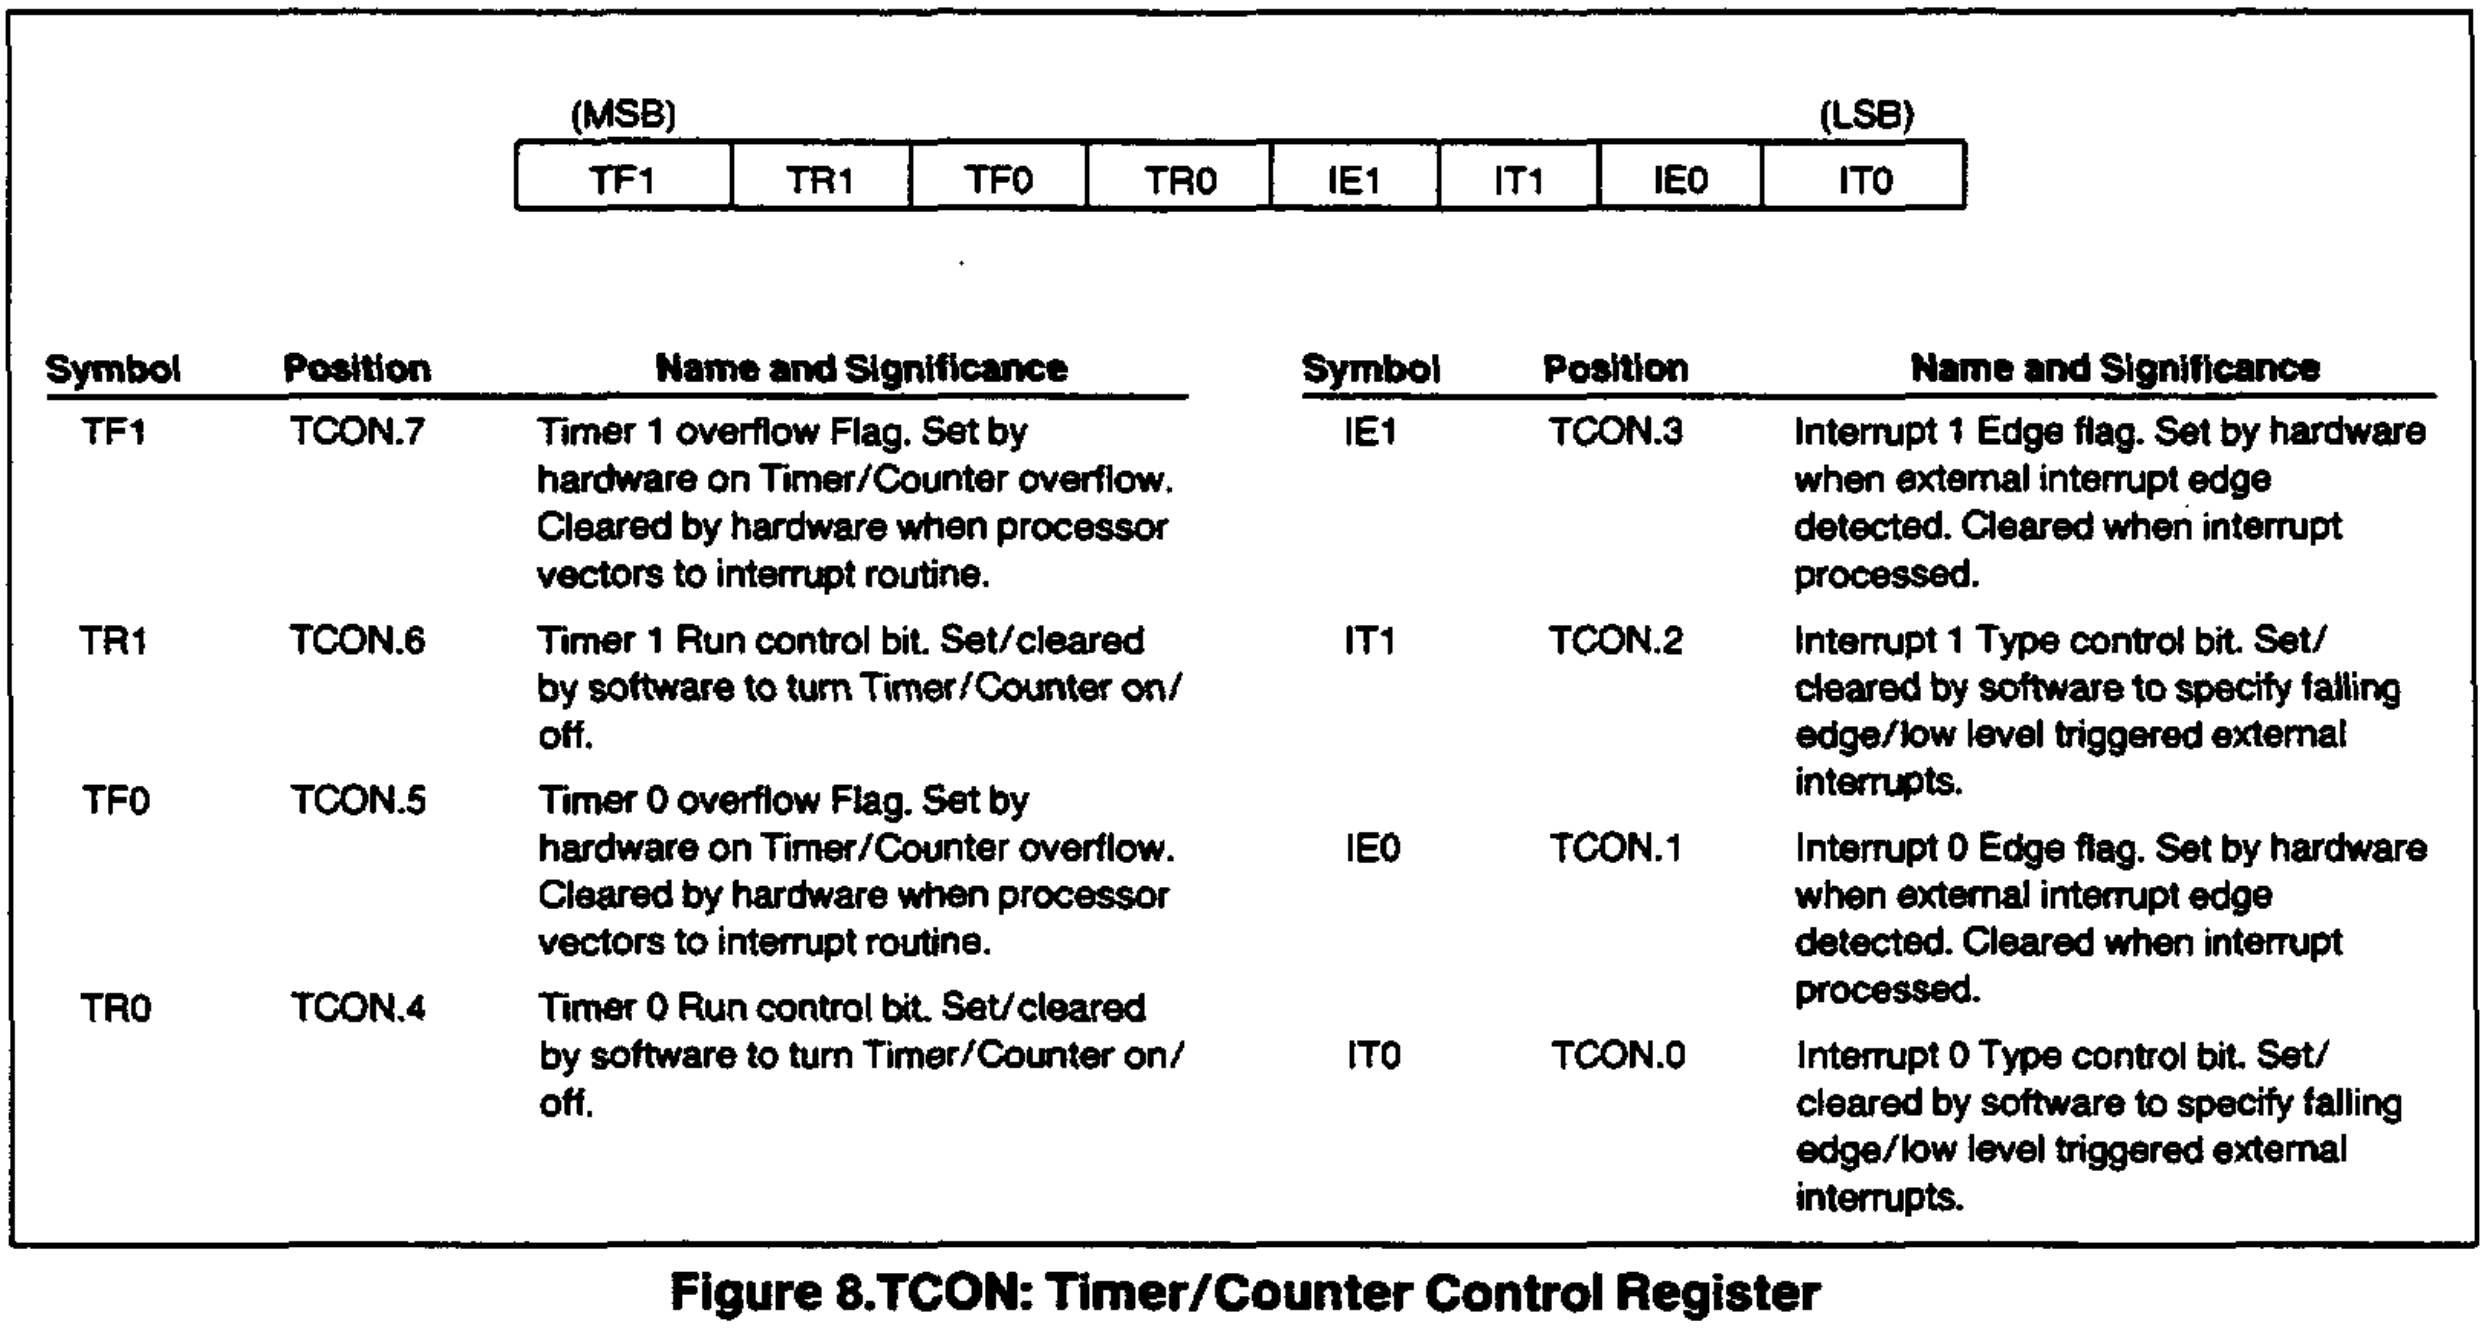 (MSB) (LSB)
TF1 TR1 TF0 TR0 IE1 IT1 IE0 IT0
Symbol Position Name and Significance
TF1 TCON.7 Timer 1 overflow Flag. Set by
hardware on Timer/Counter overflow.
Cleared by hardware when processor
vectors to interrupt routine.
TR1 TCON.6 Timer 1 Run control bit. Set/cleared
by software to turn Timer/Counter on/
off.
TF0 TCON.5 Timer 0 overflow Flag. Set by
hardware on Timer/Counter overflow.
Cleared by hardware when processor
vectors to interrupt routine.
TR0 TCON.4 Timer 0 Run control bit. Set/cleared
by software to turn Timer/Counter on/
off.
Symbol Position Name and Significance
IE1 TCON.3 Interrupt 1 Edge flag. Set by hardware
when external interrupt edge
detected. Cleared when interrupt
processed.
IT1 TCON.2 Interrupt 1 Type control bit. Set/
cleared by software to specify falling
edge/low level triggered external
interrupts.
IE0 TCON.1 Interrupt 0 Edge flag. Set by hardware
when external interrupt edge
detected. Cleared when interrupt
processed.
IT0 TCON.0 Interrupt 0 Type control bit. Set/
cleared by software to specify falling
edge/low level triggered external
interrupts.
Figure 8.TCON: Timer/Counter Control Register